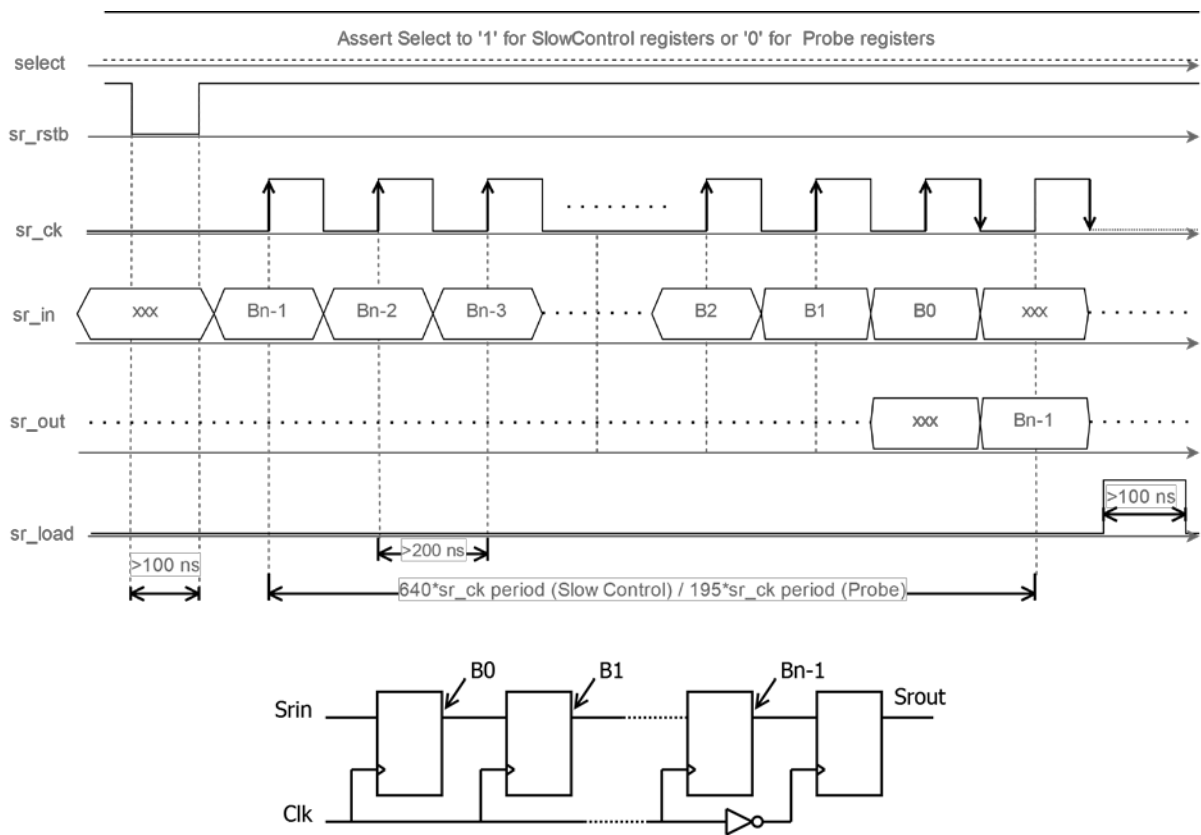 Assert Select to '1' for SlowControl registers or '0' for Probe registers
select
sr_rstb
sr_ck
sr_in
xxx
Bn-1
Bn-2
Bn-3
B2
B1
B0
xxx
sr_out
xxx
Bn-1
>100 ns
sr_load
>200 ns
>100 ns
640*sr_ck period (Slow Control) / 195*sr_ck period (Probe)
B0
B1
Bn-1
Srin
Srout
Clk